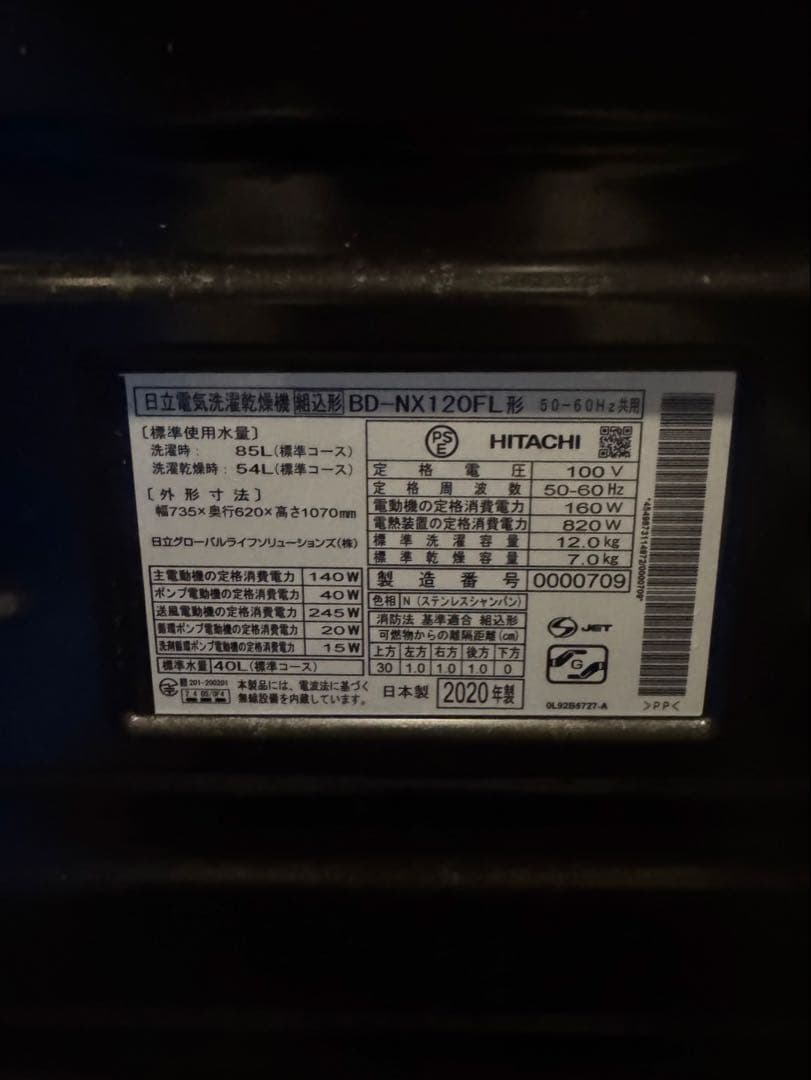 日立電気洗濯乾燥機 組込形 BD-NX120FL形 50-60Hz共用
〔標準使用水量〕
洗濯時: 85L(標準コース)
洗濯乾燥時: 54L(標準コース)
〔外形寸法〕
幅735×奥行620×高さ1070mm
日立グローバルライフソリューションズ(株)
主電動機の定格消費電力 140W
ポンプ電動機の定格消費電力 40W
送風電動機の定格消費電力 245W
循環ポンプ電動機の定格消費電力 20W
洗剤循環ポンプ電動機の定格消費電力 15W
標準水量 40L(標準コース)
201-200201
本製品には、電波法に基づく
無線設備を内蔵しています。
PSE HITACHI
定格電圧 100V
定格周波数 50-60Hz
電動機の定格消費電力 160W
電熱装置の定格消費電力 820W
標準洗濯容量 12.0kg
標準乾燥容量 7.0kg
製造番号 0000709
色相 N(ステンレスシャンパン)
消防法 基準適合 組込形
可燃物からの離隔距離(cm)
上方 左方 右方 後方 下方
30 1.0 1.0 1.0 0
日本製 2020年製
S JET
G
0L92B5727-A
>PP<